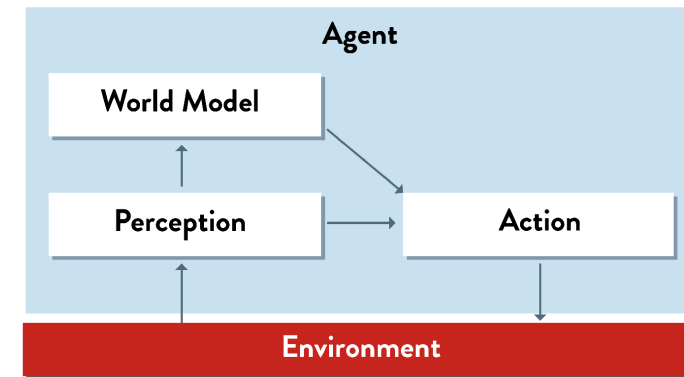 Agent
World Model
Perception
Action
Environment